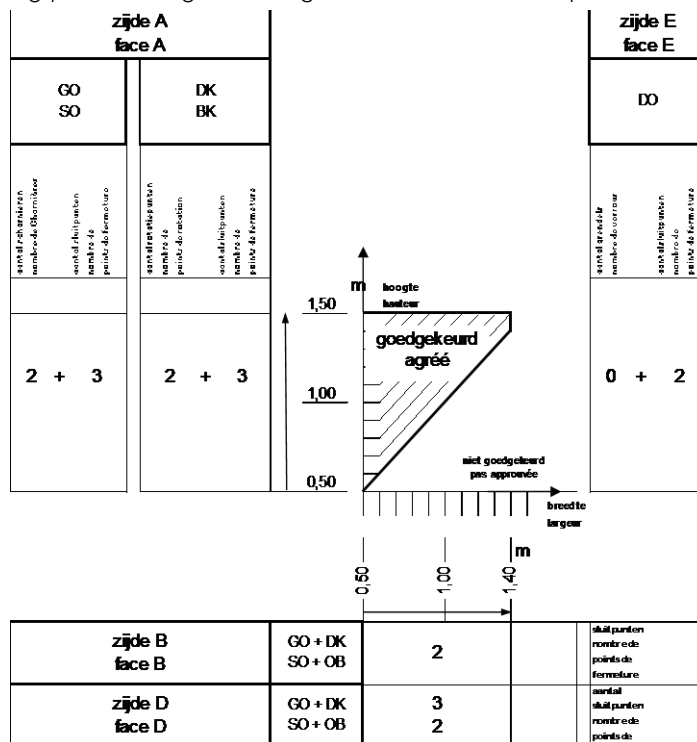 zijde A
face A
zijde E
face E
GO
SO
DK
BK
DO
aantal scharnieren
nombre de Charnières
aantal sluitpunten
nombre de
points de fermeture
aantal rotatiepunten
points de rotation
aantal sluitpunten
nombre de
points de fermeture
aantal grendels
nombre de verrous
aantal sluitpunten
nombre de
points de fermeture
m
hoogte
hauteur
1,50
goedgekeurd
agréé
1,00
0,50
2 + 3
2 + 3
0 + 2
niet goedgekeurd
pas approuvée
breedte
largeur
m
0,50
1,00
1,40
zijde B
face B
GO + DK
SO + OB
2
sluitpunten
nombre de
points de
fermeture
zijde D
face D
GO + DK
SO + OB
3
2
aantal
sluitpunten
nombre de
points de